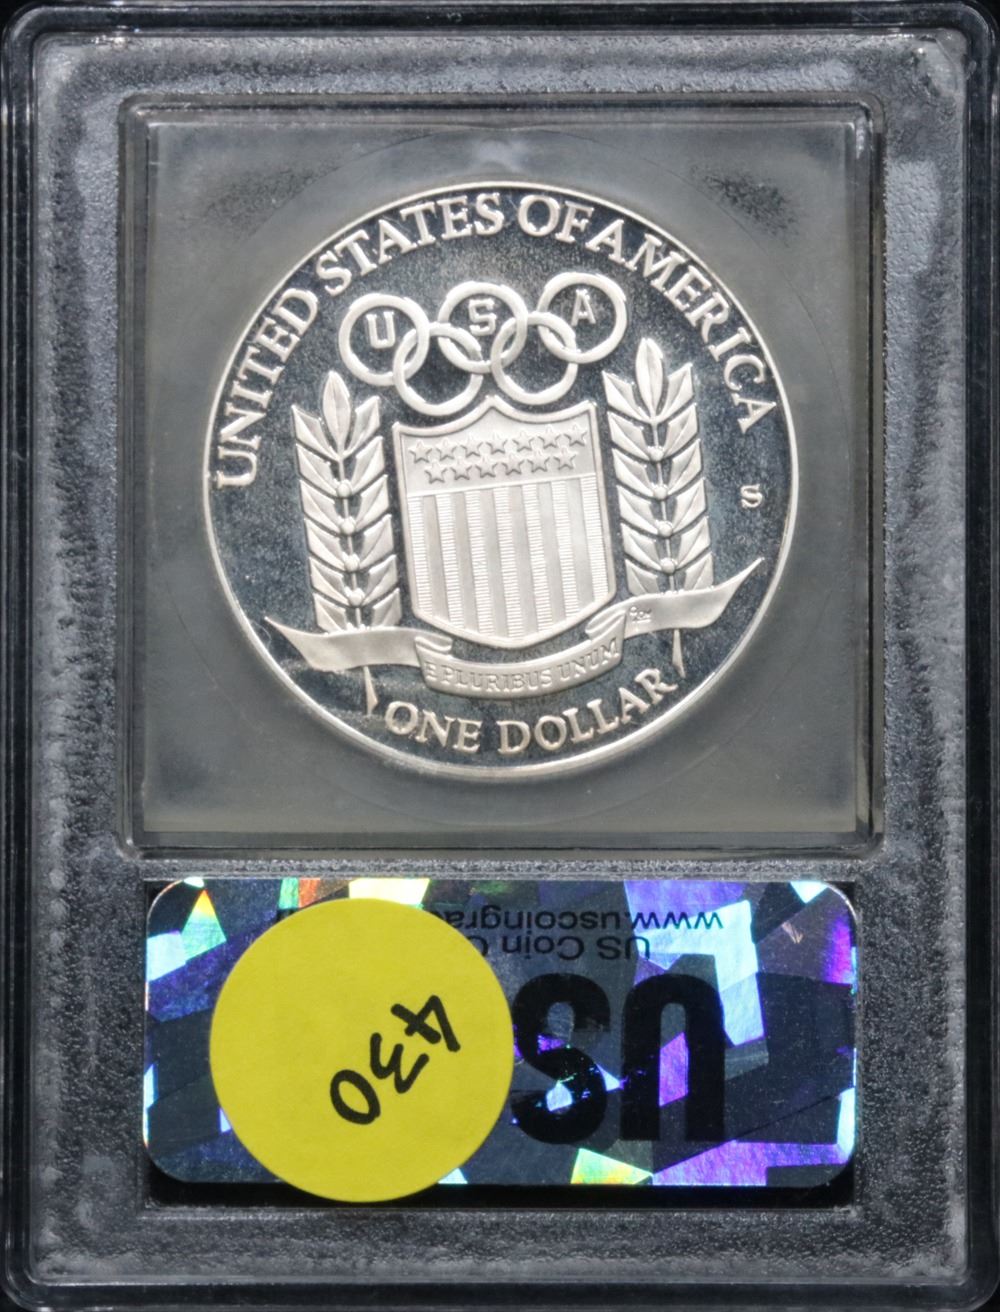 UNITED STATES OF AMERICA
U S A
S
E PLURIBUS UNUM
ONE DOLLAR
www.uscoingra
US Coin
US
430